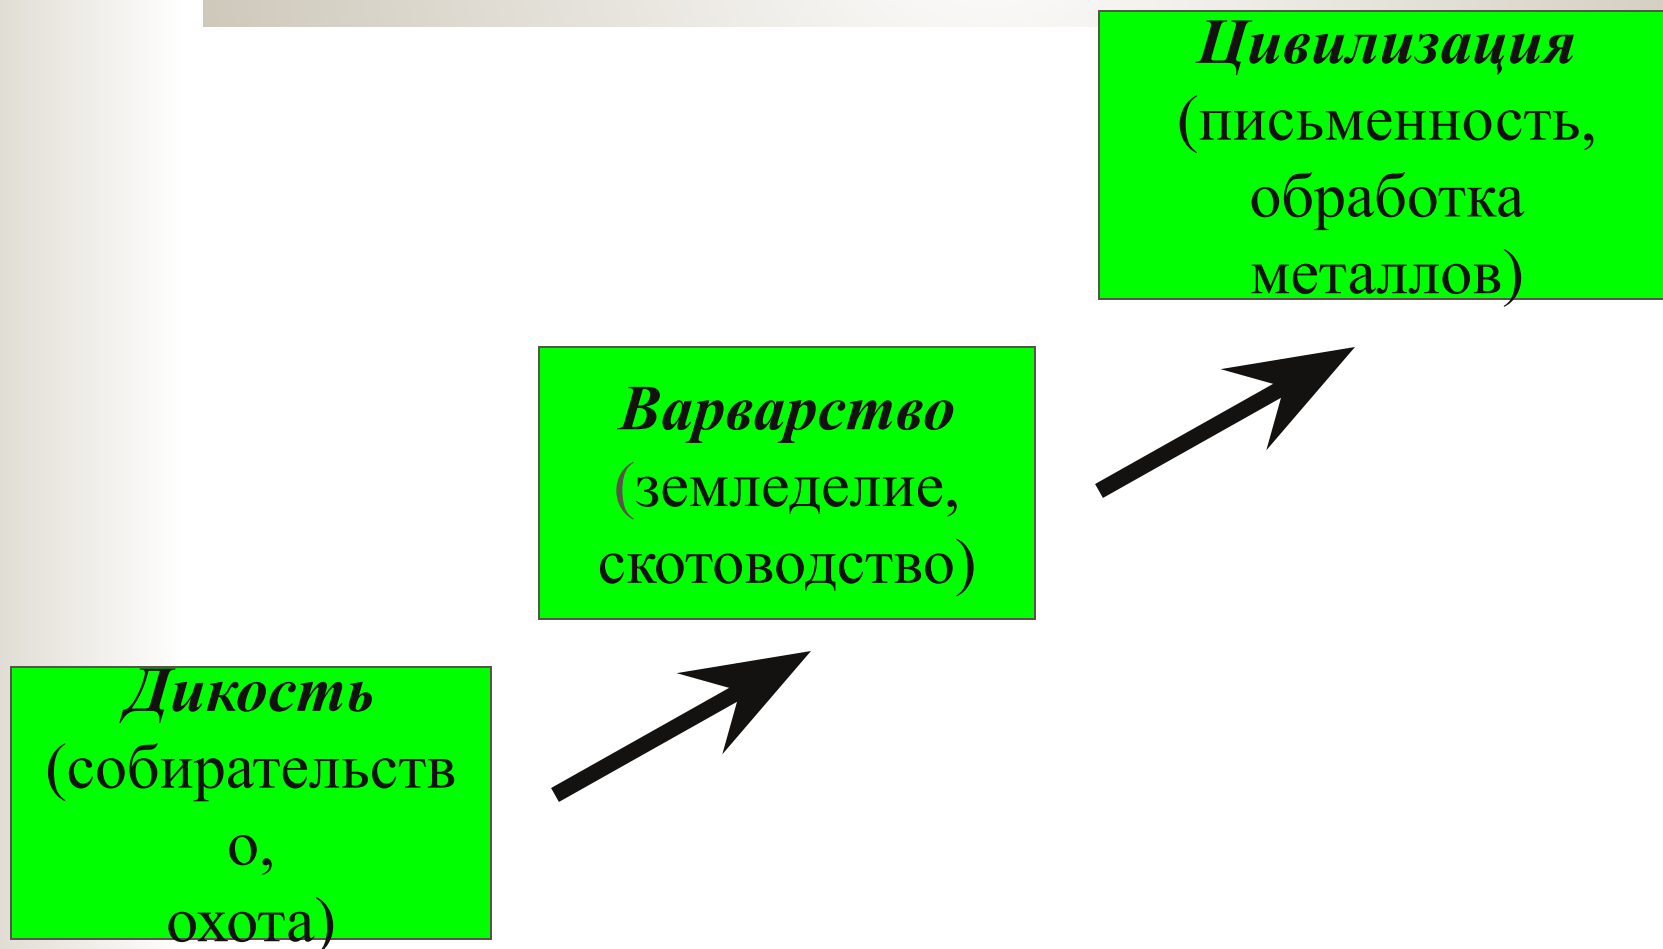 Цивилизация
(письменность,
обработка
металлов)
Варварство
(земледелие,
скотоводство)
Дикость
(собирательств
о,
охота)